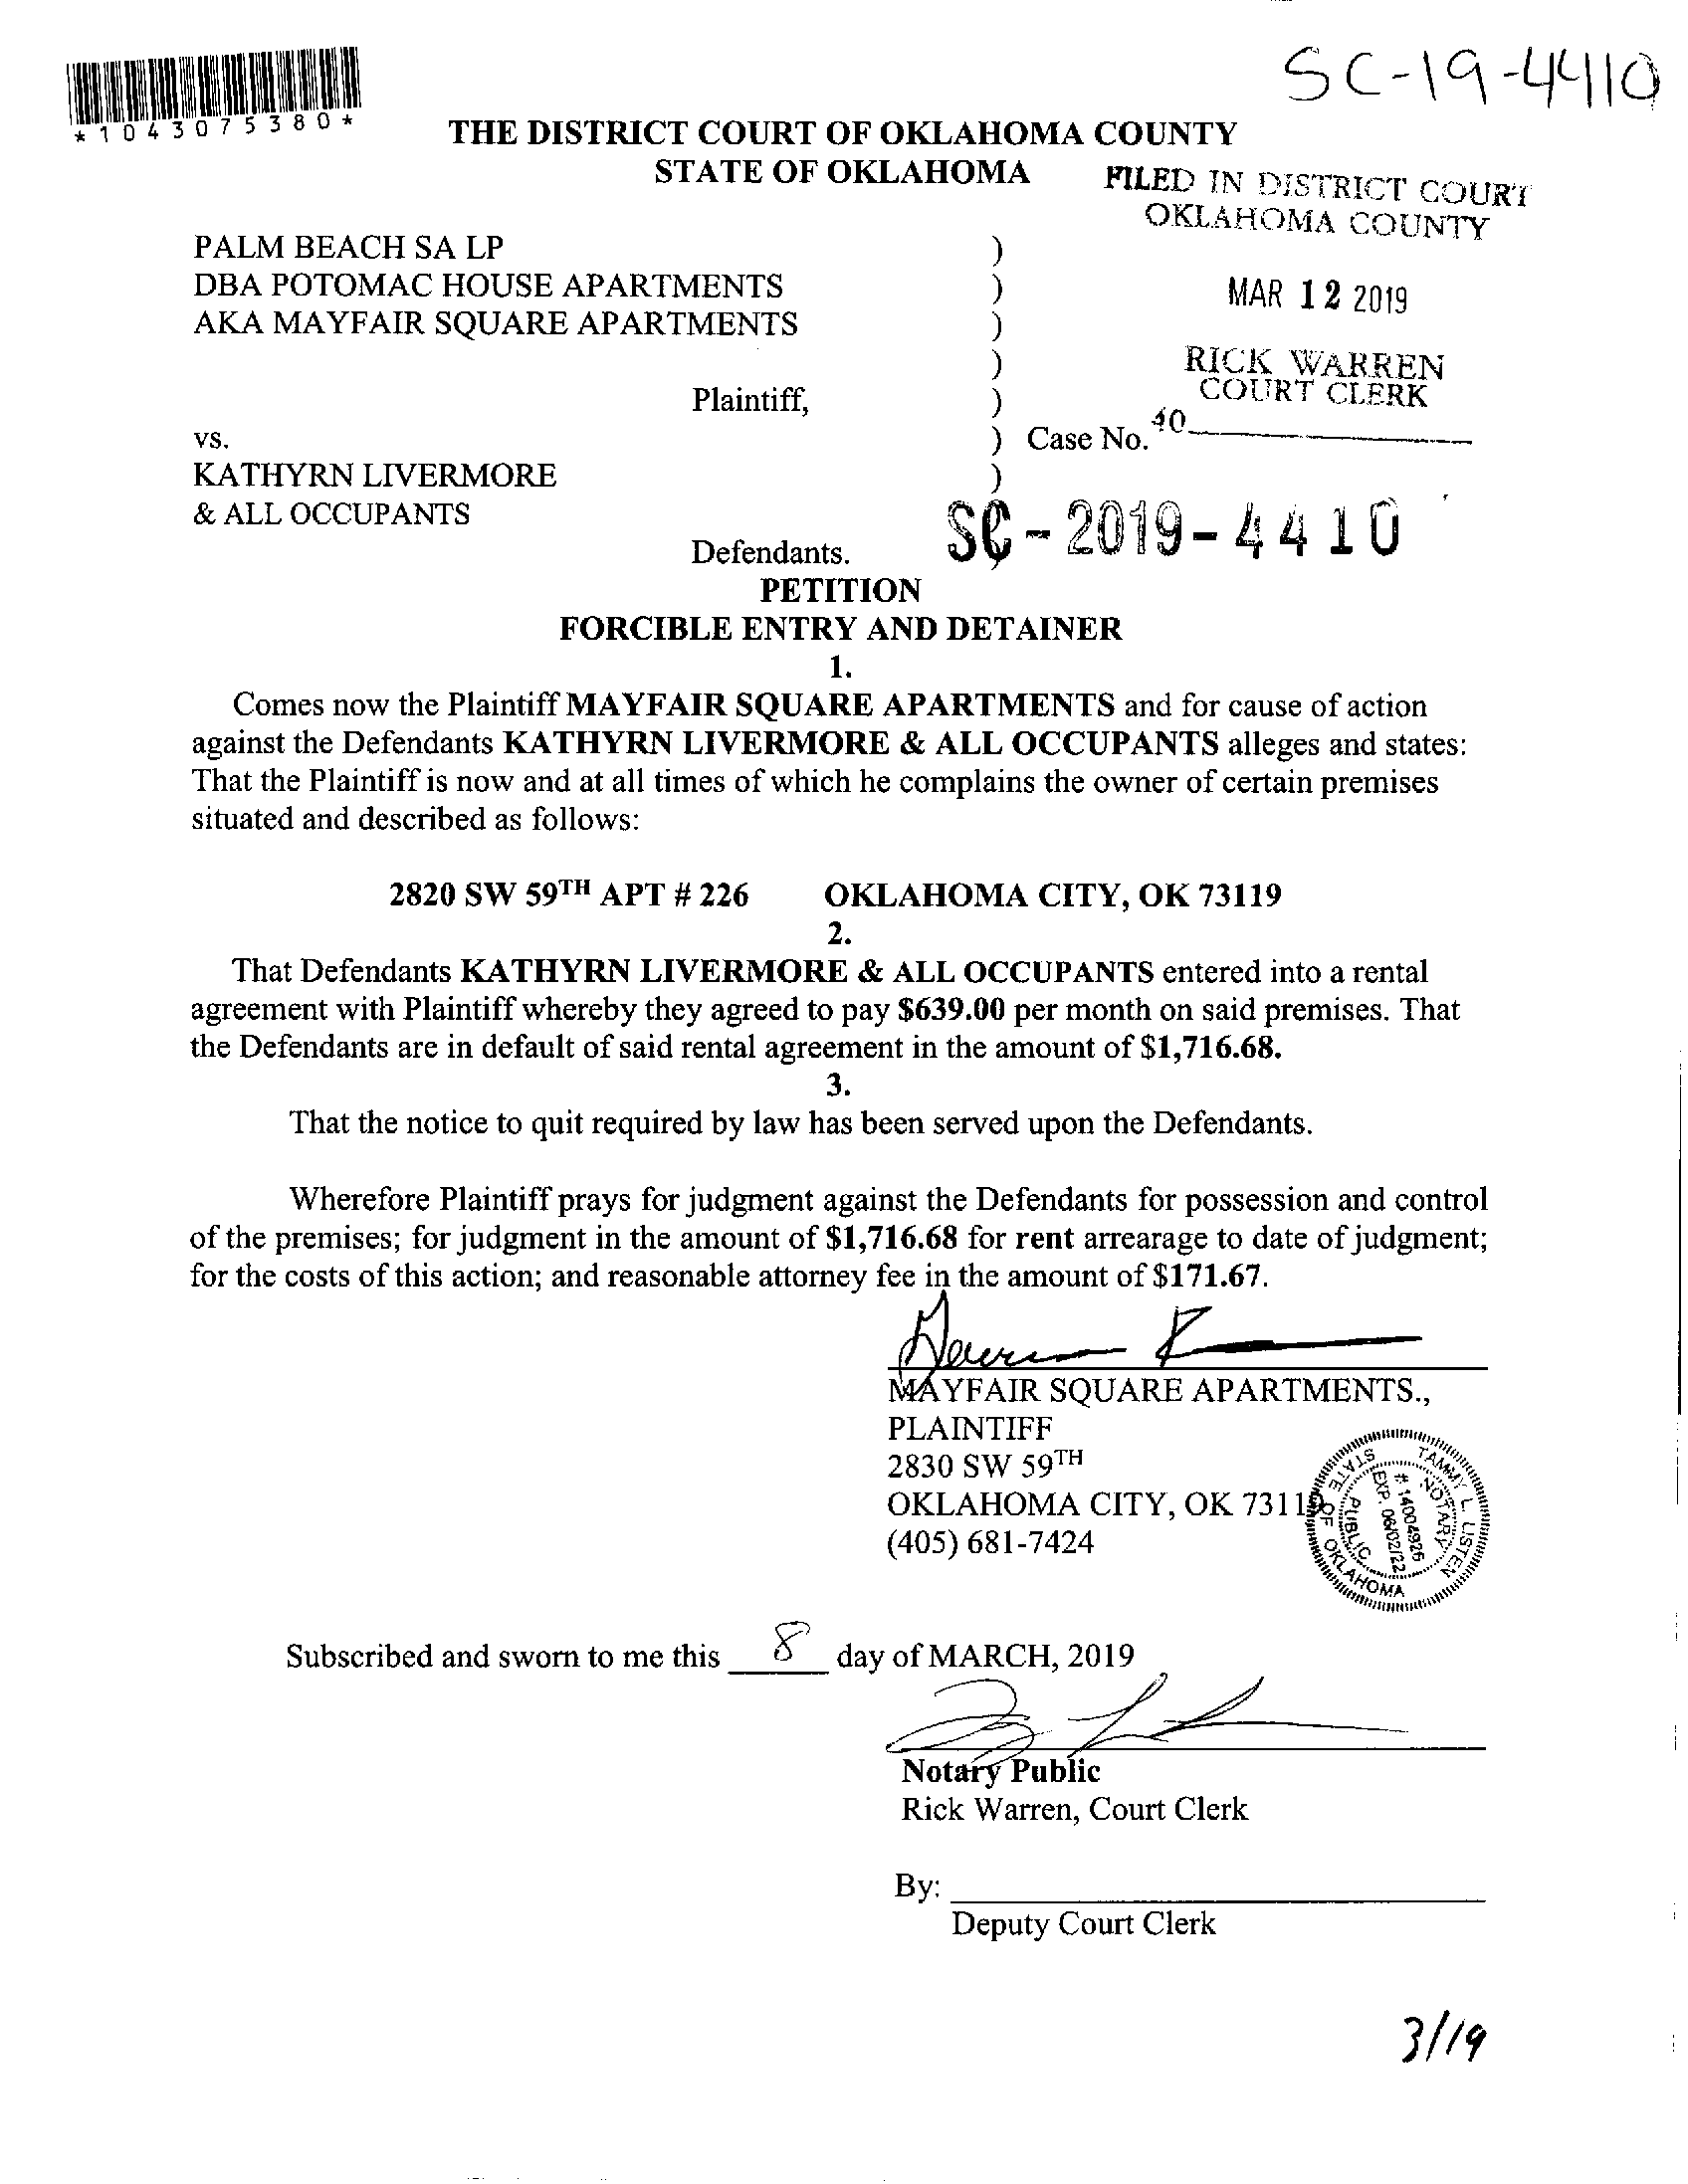 SC-19-4410
*1043075380*
THE DISTRICT COURT OF OKLAHOMA COUNTY
STATE OF OKLAHOMA
FILED IN DISTRICT COURT
OKLAHOMA COUNTY
MAR 12 2019
RICK WARREN
COURT CLERK
40
PALM BEACH SA LP )
DBA POTOMAC HOUSE APARTMENTS )
AKA MAYFAIR SQUARE APARTMENTS )
)
Plaintiff, )
vs. ) Case No.
KATHYRN LIVERMORE )
& ALL OCCUPANTS
SC-2019-4410
Defendants.
PETITION
FORCIBLE ENTRY AND DETAINER
1.
Comes now the Plaintiff MAYFAIR SQUARE APARTMENTS and for cause of action
against the Defendants KATHYRN LIVERMORE & ALL OCCUPANTS alleges and states:
That the Plaintiff is now and at all times of which he complains the owner of certain premises
situated and described as follows:
2820 SW 59TH APT # 226 OKLAHOMA CITY, OK 73119
2.
That Defendants KATHYRN LIVERMORE & ALL OCCUPANTS entered into a rental
agreement with Plaintiff whereby they agreed to pay $639.00 per month on said premises. That
the Defendants are in default of said rental agreement in the amount of $1,716.68.
3.
That the notice to quit required by law has been served upon the Defendants.
Wherefore Plaintiff prays for judgment against the Defendants for possession and control
of the premises; for judgment in the amount of $1,716.68 for rent arrearage to date of judgment;
for the costs of this action; and reasonable attorney fee in the amount of $171.67.
MAYFAIR SQUARE APARTMENTS.,
PLAINTIFF
2830 SW 59TH
OKLAHOMA CITY, OK 73119
(405) 681-7424
TAMMY L. LISTEN
NOTARY
# 14004926
EXP. 06/02/22
PUBLIC
STATE OF OKLAHOMA
Subscribed and sworn to me this 8 day of MARCH, 2019
Notary Public
Rick Warren, Court Clerk
By:
Deputy Court Clerk
3/19